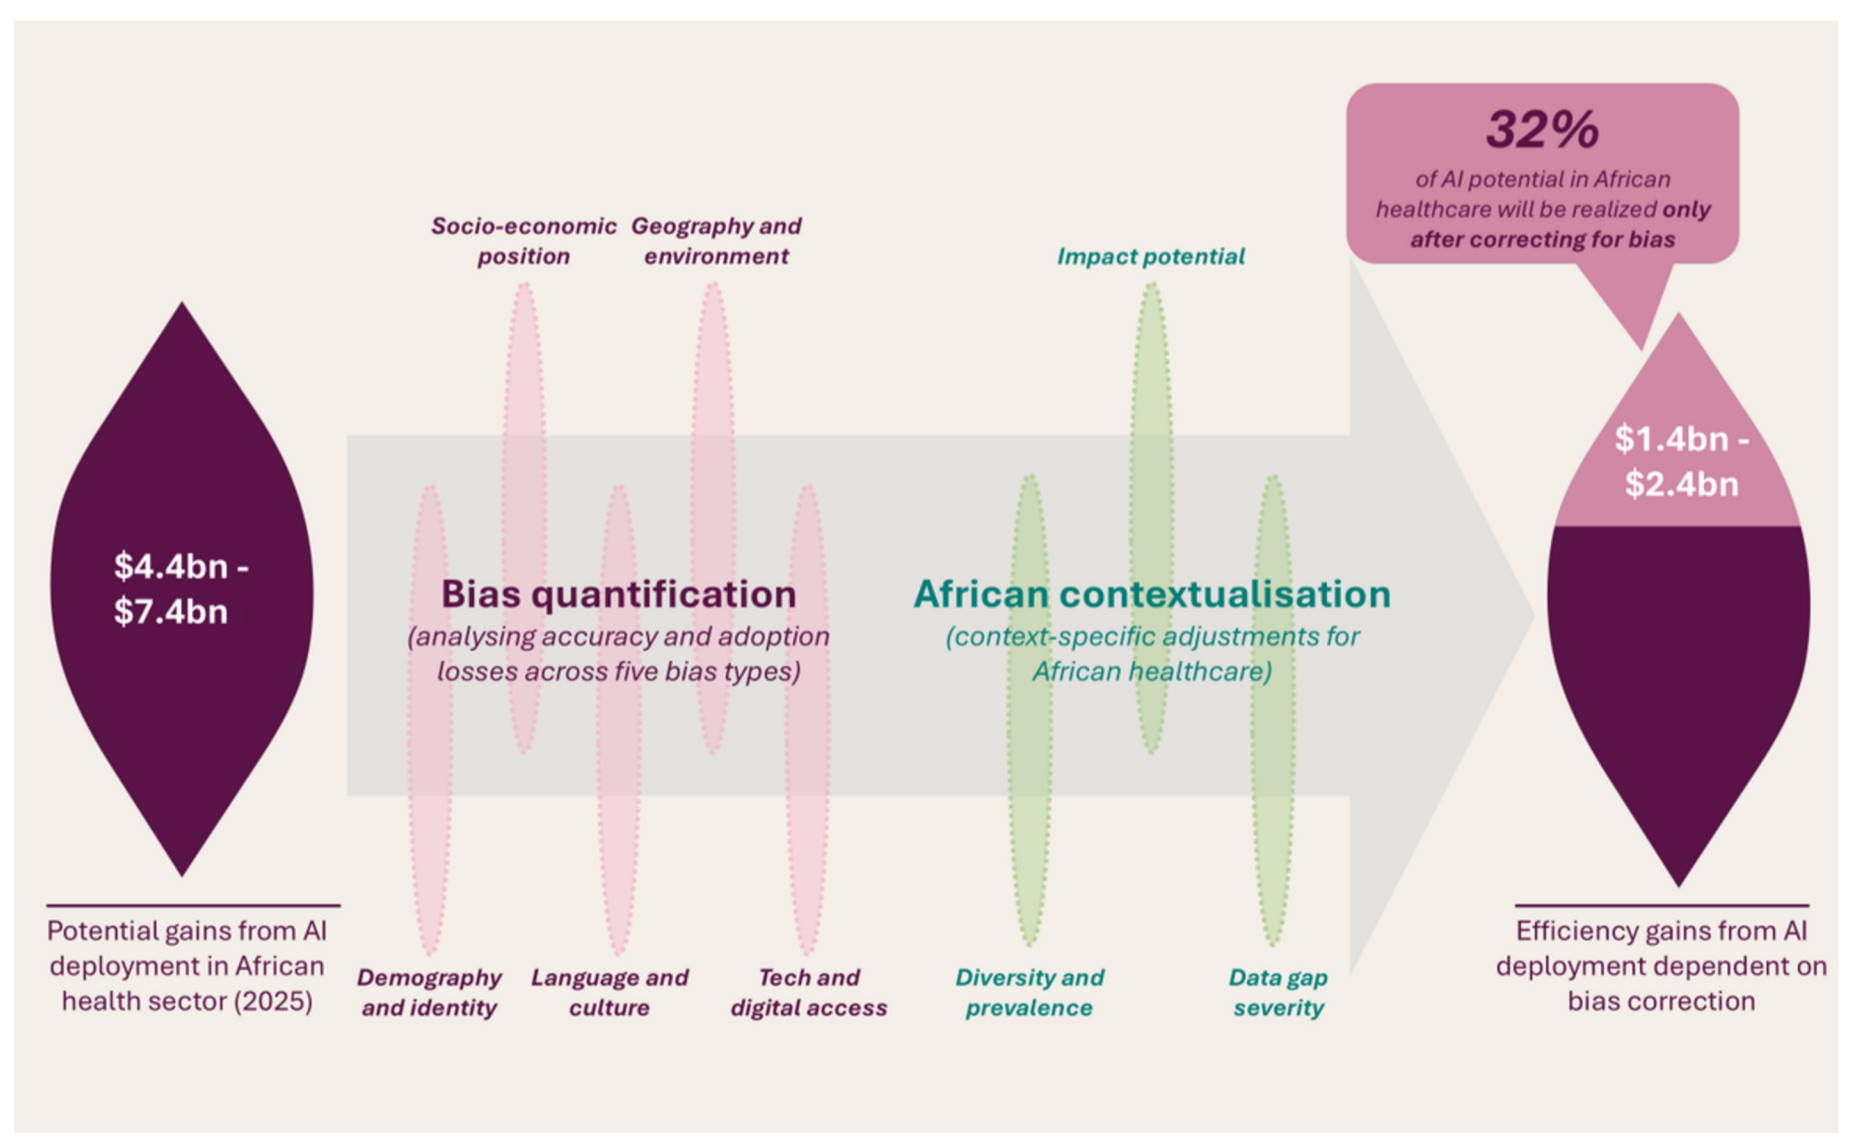 32%
of AI potential in African
healthcare will be realized only
after correcting for bias
Socio-economic
position
Geography and
environment
Impact potential
$1.4bn -
$2.4bn
$4.4bn -
$7.4bn
Bias quantification
(analysing accuracy and adoption
losses across five bias types)
African contextualisation
(context-specific adjustments for
African healthcare)
Potential gains from AI
deployment in African
health sector (2025)
Demography
and identity
Language and
culture
Tech and
digital access
Diversity and
prevalence
Data gap
severity
Efficiency gains from AI
deployment dependent on
bias correction